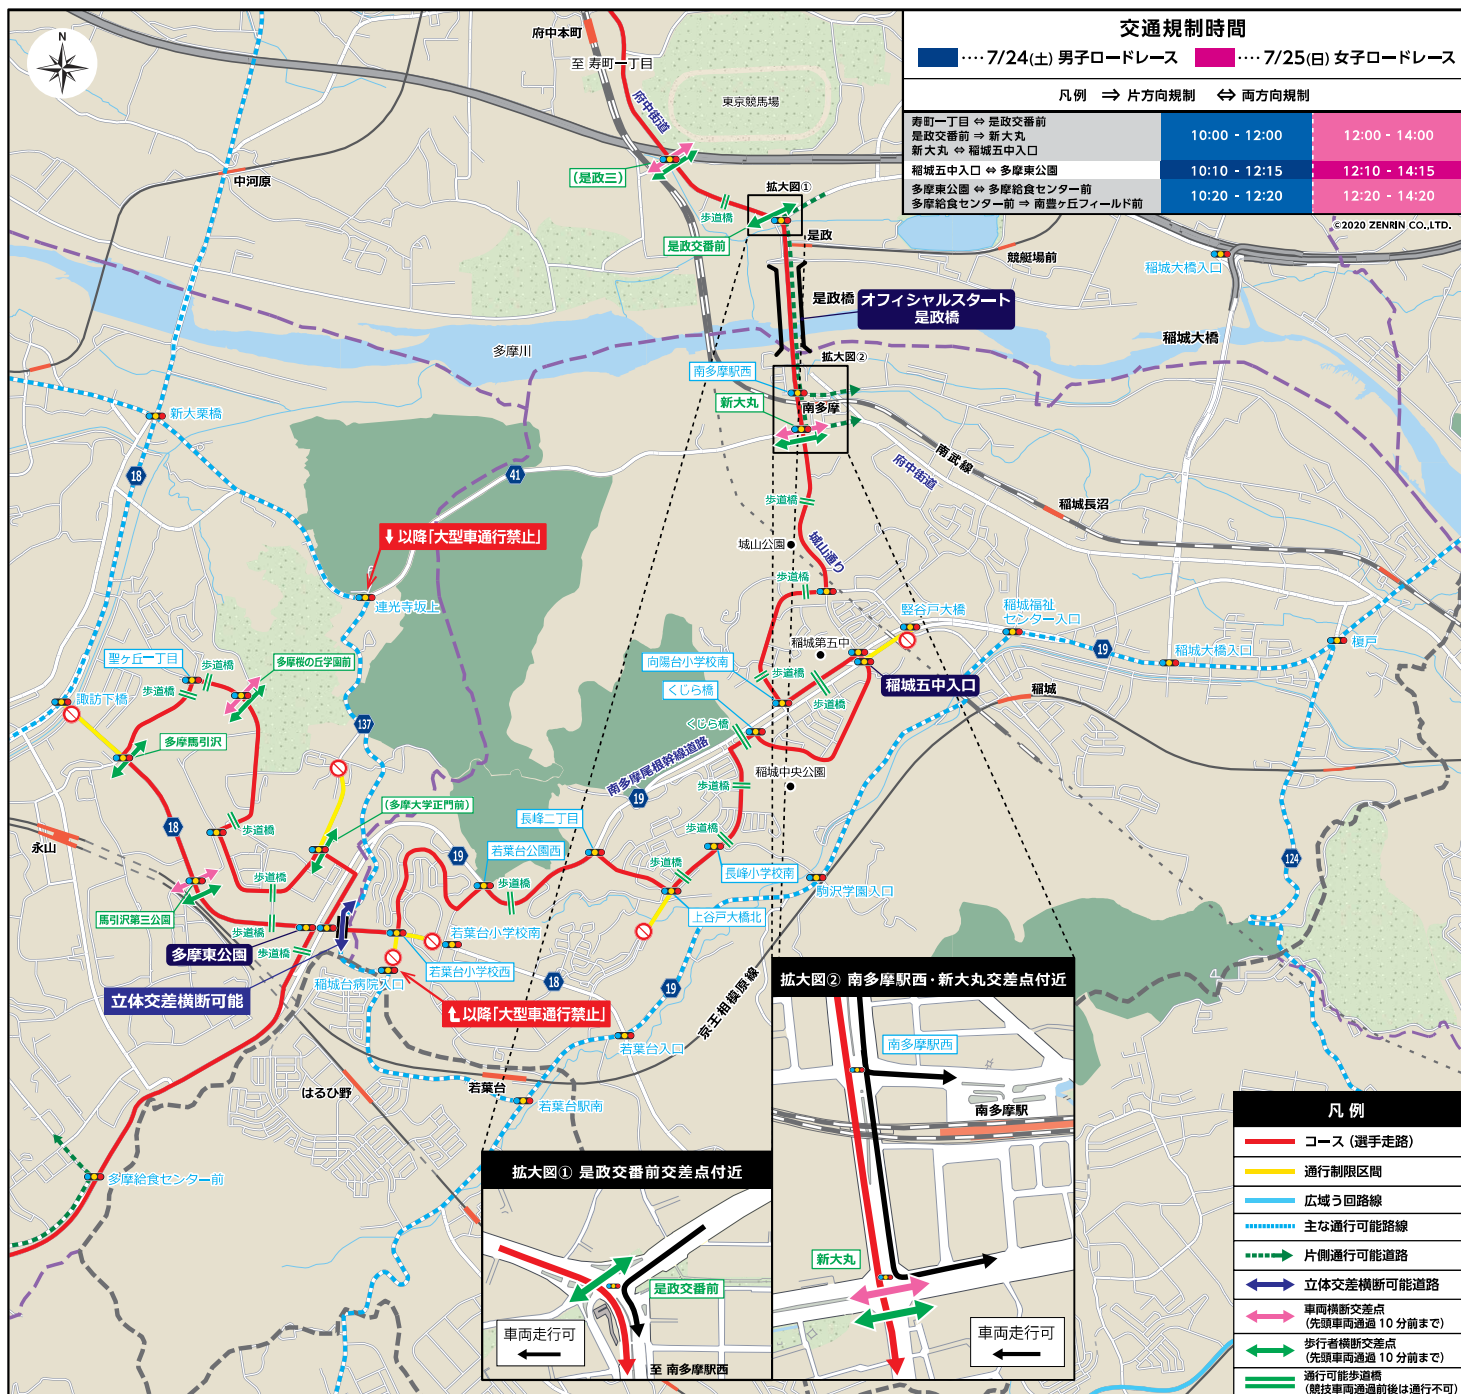 交通規制時間
‥‥7/24(土) 男子ロードレース ‥‥7/25(日) 女子ロードレース
凡例 ⇒ 片方向規制 ⇔ 両方向規制
寿町一丁目 ⇔ 是政交番前
是政交番前 ⇒ 新大丸
新大丸 ⇔ 稲城五中入口
10:00 - 12:00
12:00 - 14:00
稲城五中入口 ⇔ 多摩東公園
10:10 - 12:15
12:10 - 14:15
多摩東公園 ⇔ 多摩給食センター前
多摩給食センター前 ⇒ 南豊ヶ丘フィールド前
10:20 - 12:20
12:20 - 14:20
©2020 ZENRIN CO.,LTD.
N
府中本町
至 寿町一丁目
府中街道
東京競馬場
(是政三)
中河原
拡大図①
歩道橋
是政交番前
是政
競艇場前
稲城大橋入口
是政橋
オフィシャルスタート
是政橋
稲城大橋
多摩川
拡大図②
南多摩駅西
新大丸
南多摩
新大栗橋
18
41
南武線
府中街道
稲城長沼
歩道橋
↓以降「大型車通行禁止」
城山公園
城山通り
連光寺坂上
歩道橋
竪谷戸大橋
稲城福祉
センター入口
榎戸
19
稲城大橋入口
稲城第五中
聖ヶ丘一丁目
歩道橋
多摩桜の丘学園前
向陽台小学校南
歩道橋
稲城五中入口
稲城
諏訪下橋
歩道橋
くじら橋
歩道橋
137
多摩馬引沢
くじら橋
南多摩尾根幹線道路
稲城中央公園
歩道橋
19
(多摩大学正門前)
18
長峰二丁目
歩道橋
永山
歩道橋
19
若葉台公園西
歩道橋
長峰小学校南
駒沢学園入口
124
歩道橋
馬引沢第三公園
上谷戸大橋北
歩道橋
多摩東公園
歩道橋
若葉台小学校南
若葉台小学校西
稲城台病院入口
18
19
立体交差横断可能
以降「大型車通行禁止」
京王相模原線
若葉台入口
はるひ野
若葉台
若葉台駅南
多摩給食センター前
拡大図① 是政交番前交差点付近
是政交番前
車両走行可
至 南多摩駅西
拡大図② 南多摩駅西・新大丸交差点付近
南多摩駅西
南多摩駅
新大丸
車両走行可
凡 例
コース (選手走路)
通行制限区間
広域う回路線
主な通行可能路線
片側通行可能道路
立体交差横断可能道路
車両横断交差点
(先頭車両通過 10 分前まで)
歩行者横断交差点
(先頭車両通過 10 分前まで)
通行可能歩道橋
(競技車両通過前後は通行不可)